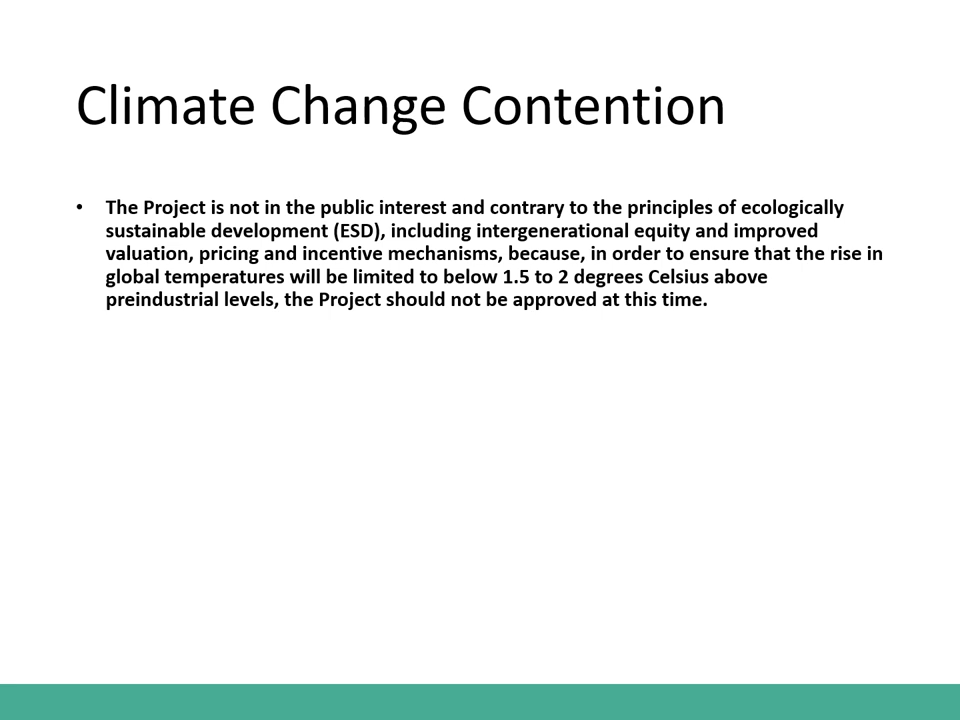 Climate Change Contention
• The Project is not in the public interest and contrary to the principles of ecologically
sustainable development (ESD), including intergenerational equity and improved
valuation, pricing and incentive mechanisms, because, in order to ensure that the rise in
global temperatures will be limited to below 1.5 to 2 degrees Celsius above
preindustrial levels, the Project should not be approved at this time.